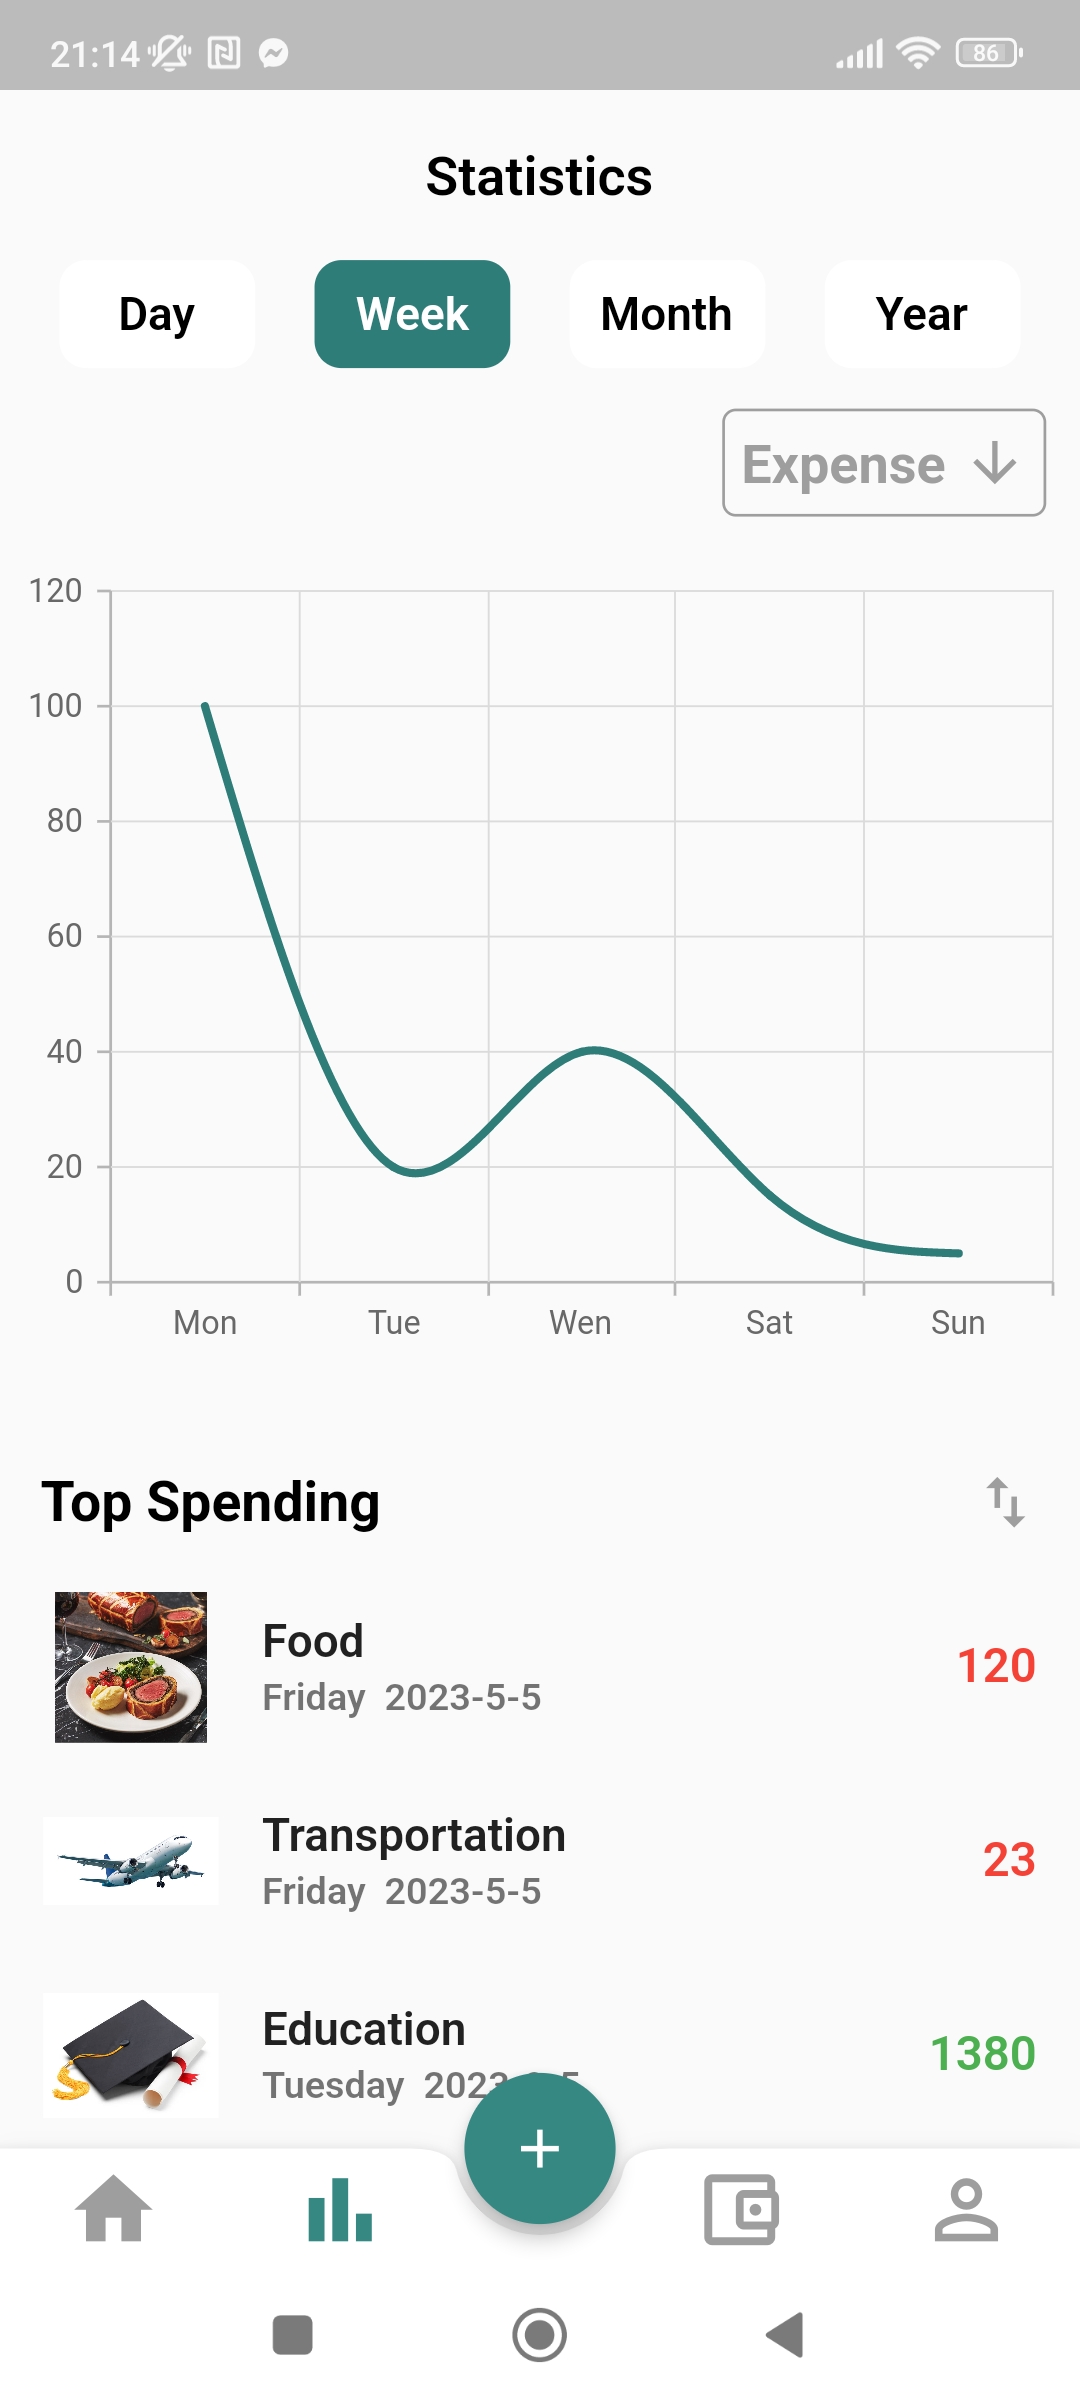 21:14 86
Statistics
Day Week Month Year
Expense
120
100
80
60
40
20
0
Mon Tue Wen Sat Sun
Top Spending
Food
Friday 2023-5-5
120
Transportation
Friday 2023-5-5
23
Education
Tuesday
1380